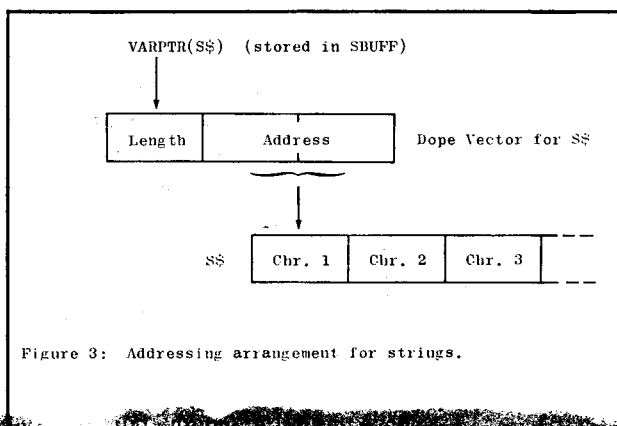 VARPTR(S$) (stored in SBUFF)
Length Address Dope Vector for S$
S$ Chr. 1 Chr. 2 Chr. 3
Figure 3: Addressing arrangement for strings.